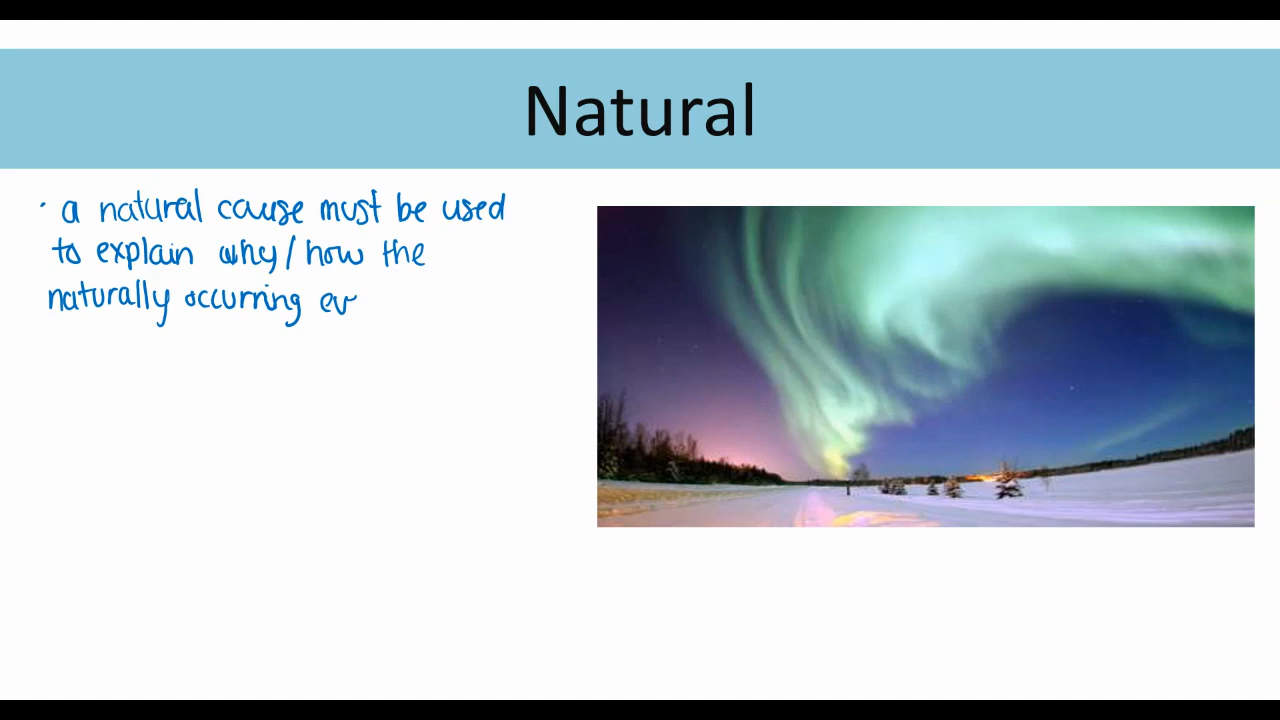 Natural
· a natural cause must be used
to explain why/how the
naturally occurring ev